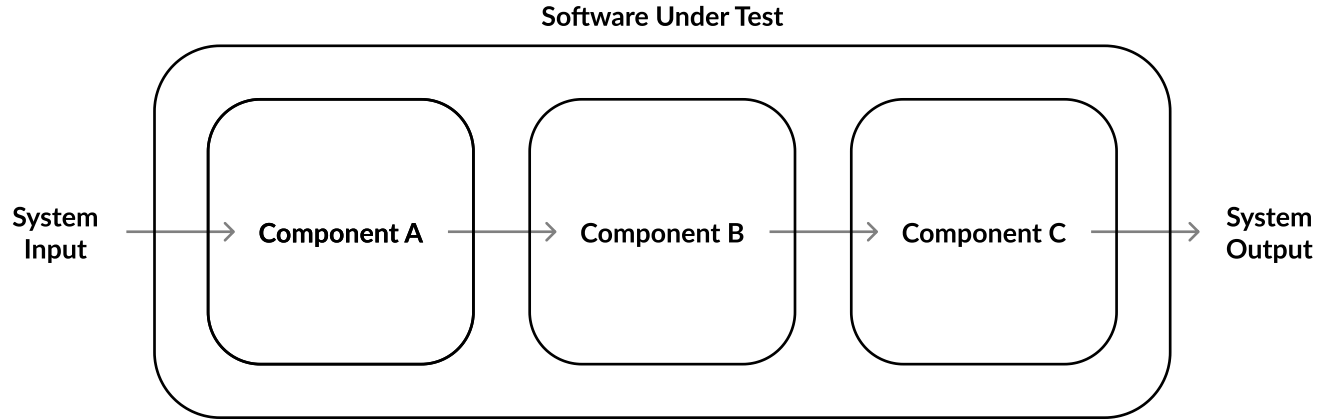 Software Under Test
System
Input
Component A
Component B
Component C
System
Output